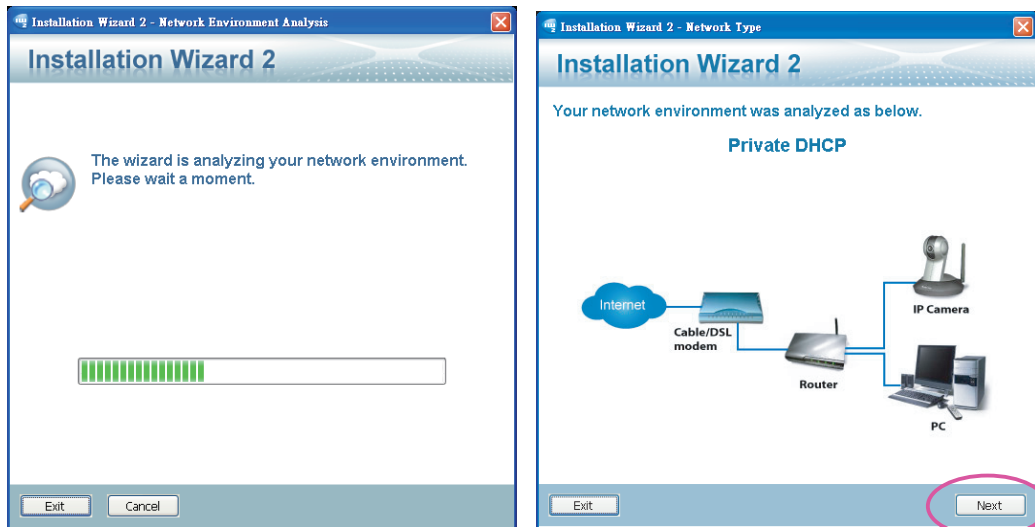 Installation Wizard 2 - Network Environment Analysis
Installation Wizard 2
The wizard is analyzing your network environment.
Please wait a moment.
Exit
Cancel
Installation Wizard 2 - Network Type
Installation Wizard 2
Your network environment was analyzed as below.
Private DHCP
Internet
Cable/DSL
modem
Router
IP Camera
PC
Exit
Next